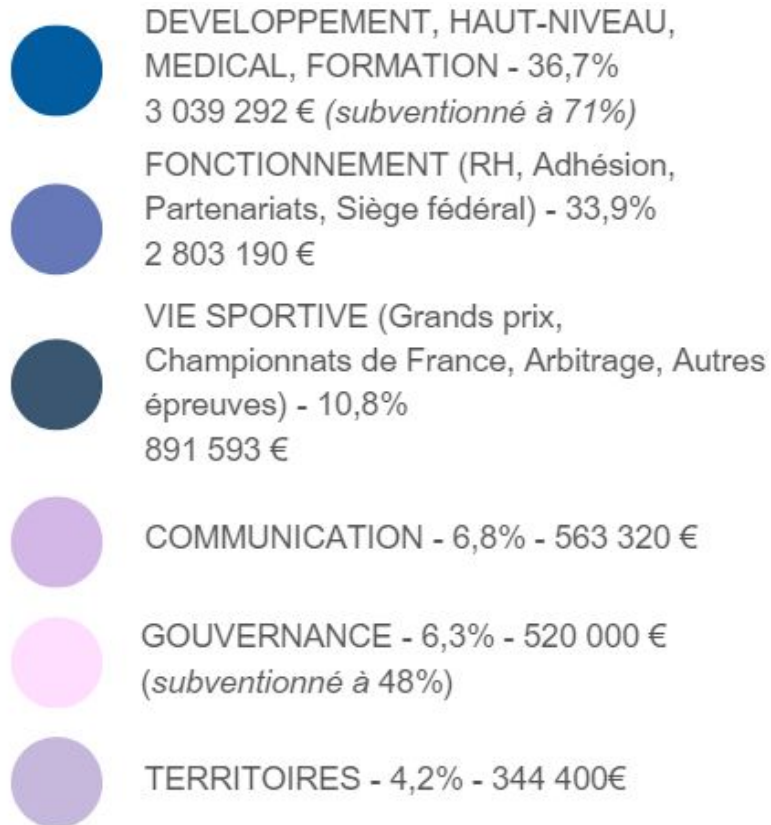 DEVELOPPEMENT, HAUT-NIVEAU,
MEDICAL, FORMATION - 36,7%
3 039 292 € (subventionné à 71%)
FONCTIONNEMENT (RH, Adhésion,
Partenariats, Siège fédéral) - 33,9%
2 803 190 €
VIE SPORTIVE (Grands prix,
Championnats de France, Arbitrage, Autres
épreuves) - 10,8%
891 593 €
COMMUNICATION - 6,8% - 563 320 €
GOUVERNANCE - 6,3% - 520 000 €
(subventionné à 48%)
TERRITOIRES - 4,2% - 344 400€